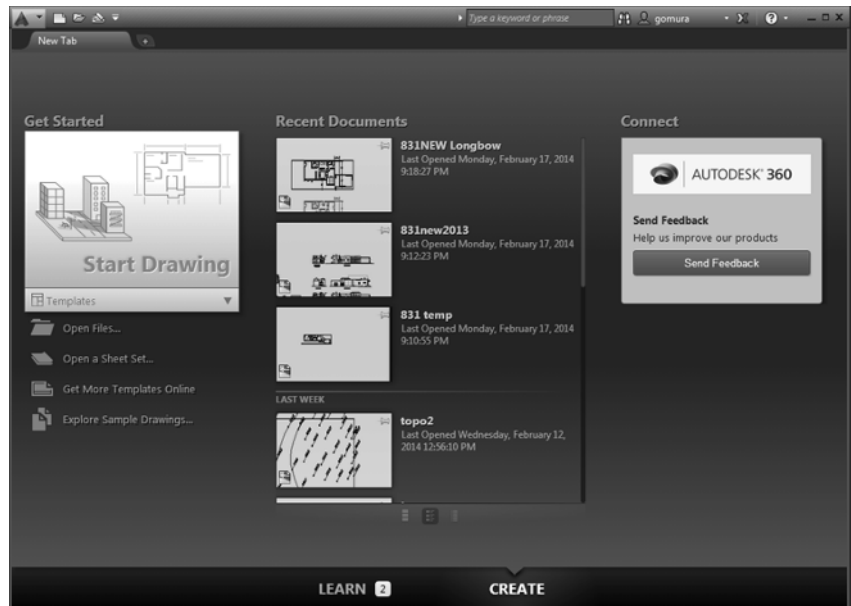 Type a keyword or phrase
gomura
New Tab
Get Started
Start Drawing
Templates
Open Files...
Open a Sheet Set...
Get More Templates Online
Explore Sample Drawings...
Recent Documents
831NEW Longbow
Last Opened Monday, February 17, 2014
9:18:27 PM
831new2013
Last Opened Monday, February 17, 2014
9:12:23 PM
831 temp
Last Opened Monday, February 17, 2014
9:10:55 PM
LAST WEEK
topo2
Last Opened Wednesday, February 12,
2014 12:56:10 PM
Connect
AUTODESK® 360
Send Feedback
Help us improve our products
Send Feedback
LEARN 2
CREATE